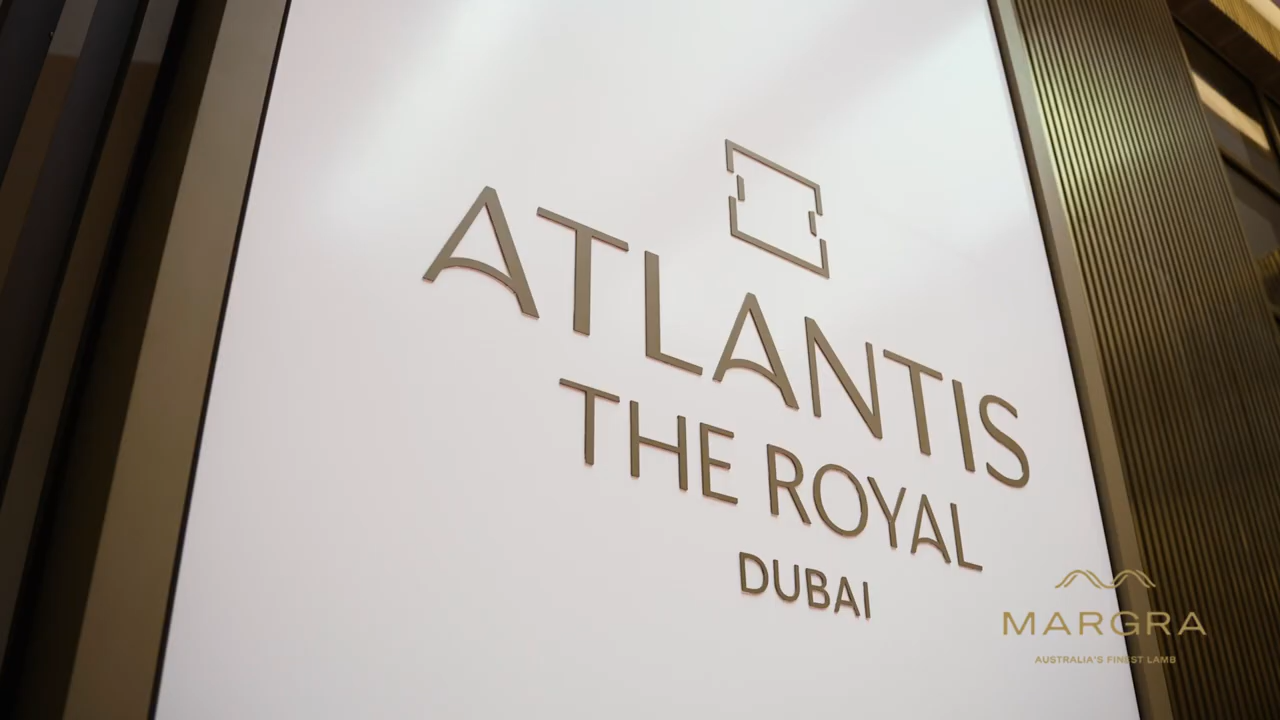 ATLANTIS
THE ROYAL
DUBAI
MARGRA
AUSTRALIA'S FINEST LAMB